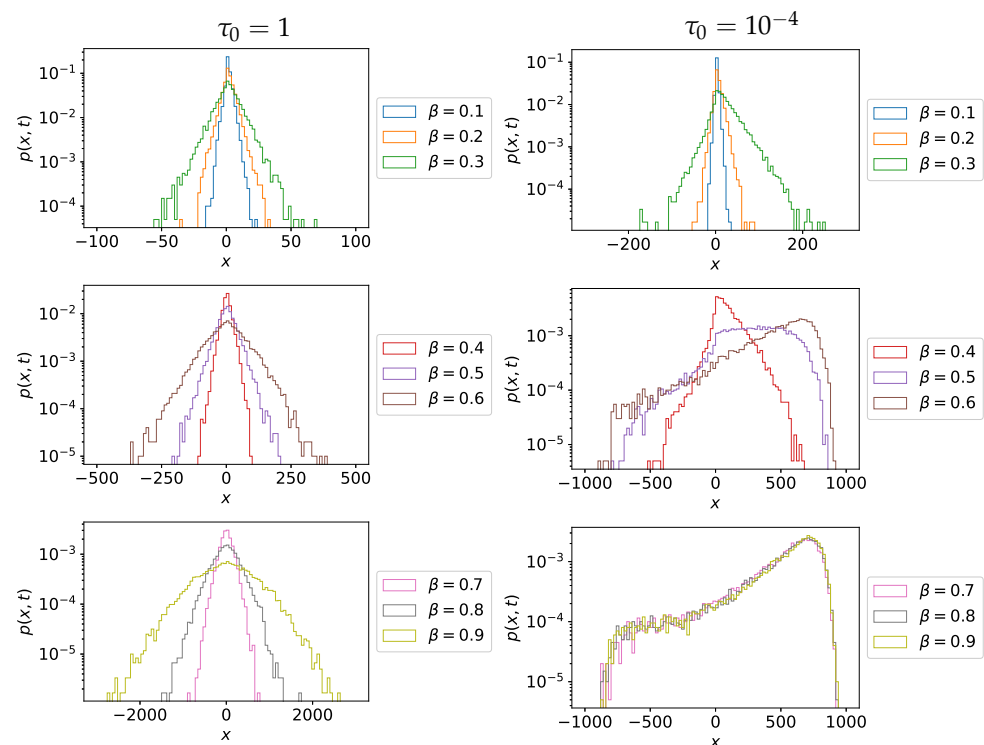 τ₀ = 1
τ₀ = 10⁻⁴
p(x, t)
10⁻¹
10⁻²
10⁻³
10⁻⁴
−100 −50 0 50 100
x
β = 0.1
β = 0.2
β = 0.3
p(x, t)
10⁻¹
10⁻²
10⁻³
10⁻⁴
−200 0 200
x
β = 0.1
β = 0.2
β = 0.3
p(x, t)
10⁻²
10⁻³
10⁻⁴
10⁻⁵
−500 −250 0 250 500
x
β = 0.4
β = 0.5
β = 0.6
p(x, t)
10⁻³
10⁻⁴
10⁻⁵
−1000 −500 0 500 1000
x
β = 0.4
β = 0.5
β = 0.6
p(x, t)
10⁻³
10⁻⁴
10⁻⁵
−2000 0 2000
x
β = 0.7
β = 0.8
β = 0.9
p(x, t)
10⁻³
10⁻⁴
10⁻⁵
−1000 −500 0 500 1000
x
β = 0.7
β = 0.8
β = 0.9